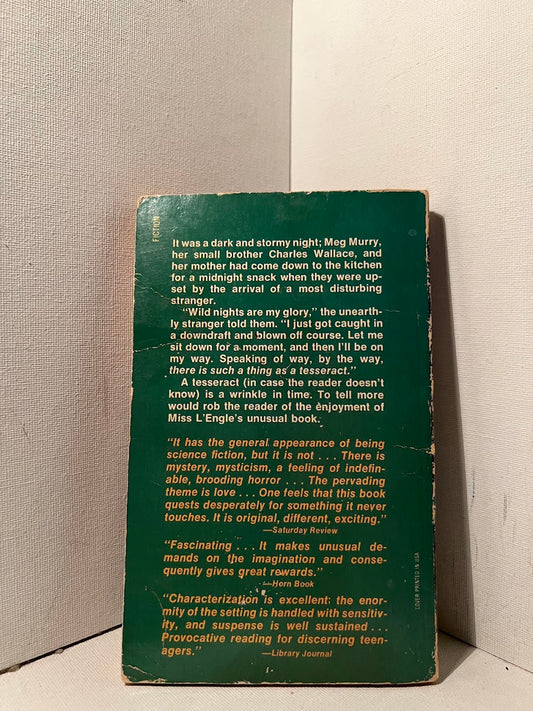 FICTION
It was a dark and stormy night; Meg Murry,
her small brother Charles Wallace, and
her mother had come down to the kitchen
for a midnight snack when they were up-
set by the arrival of a most disturbing
stranger.
"Wild nights are my glory," the unearth-
ly stranger told them. "I just got caught in
a downdraft and blown off course. Let me
sit down for a moment, and then I'll be on
my way. Speaking of way, by the way,
there is such a thing as a tesseract."
A tesseract (in case the reader doesn't
know) is a wrinkle in time. To tell more
would rob the reader of the enjoyment of
Miss L'Engle's unusual book.
"It has the general appearance of being
science fiction, but it is not . . . There is
mystery, mysticism, a feeling of indefin-
able, brooding horror . . . The pervading
theme is love . . . One feels that this book
quests desperately for something it never
touches. It is original, different, exciting."
—Saturday Review
"Fascinating . . . It makes unusual de-
mands on the imagination and conse-
quently gives great rewards."
—Horn Book
"Characterization is excellent; the enor-
mity of the setting is handled with sensitiv-
ity, and suspense is well sustained . . .
Provocative reading for discerning teen-
agers."
—Library Journal
COVER PRINTED IN USA